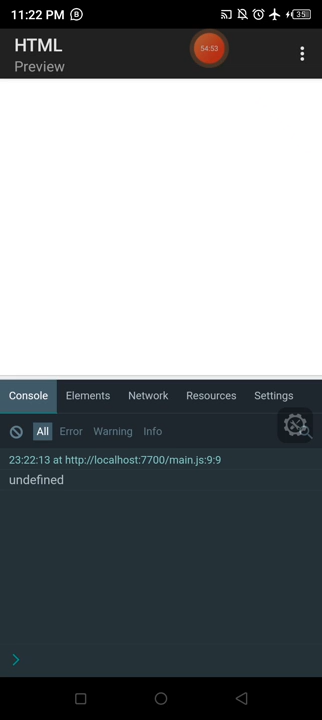 11:22 PM
35
HTML
54:53
Preview
Console Elements Network Resources Settings
All Error Warning Info
23:22:13 at http://localhost:7700/main.js:9:9
undefined
>